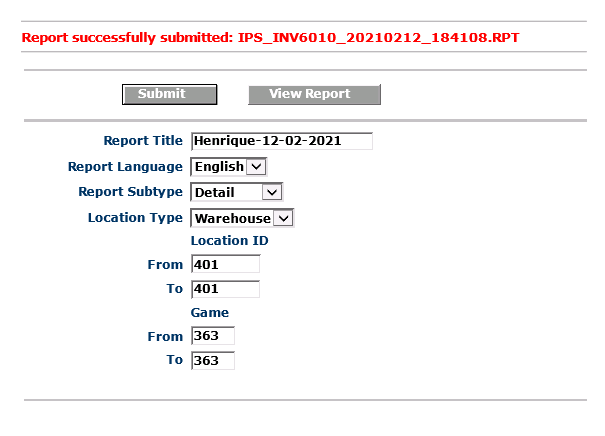 Report successfully submitted: IPS_INV6010_20210212_184108.RPT
Submit View Report
Report Title Henrique-12-02-2021
Report Language English
Report Subtype Detail
Location Type Warehouse
Location ID
From 401
To 401
Game
From 363
To 363